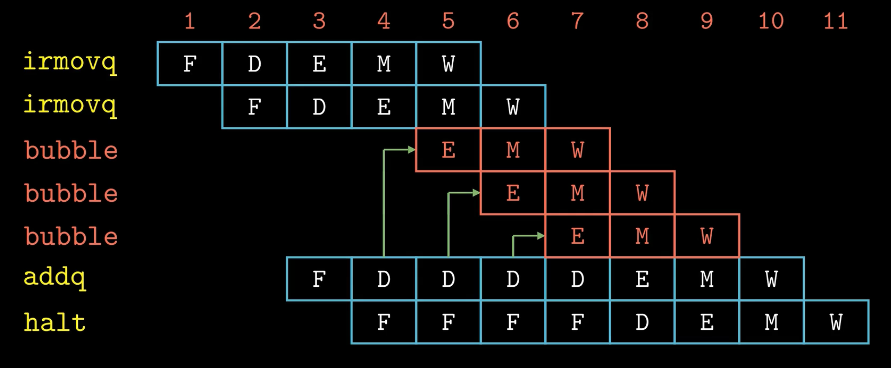 1 2 3 4 5 6 7 8 9 10 11
irmovq F D E M W
irmovq F D E M W
bubble E M W
bubble E M W
bubble E M W
addq F D D D D E M W
halt F F F F D E M W